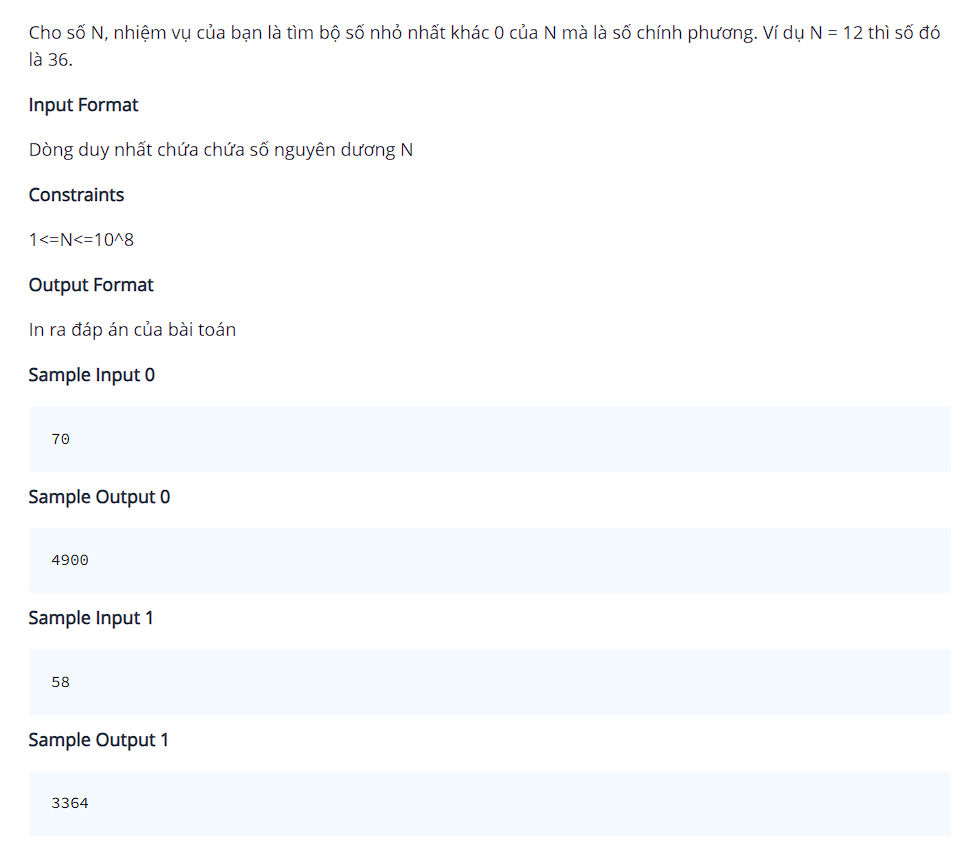 Cho số N, nhiệm vụ của bạn là tìm bộ số nhỏ nhất khác 0 của N mà là số chính phương. Ví dụ N = 12 thì số đó
là 36.
Input Format
Dòng duy nhất chứa chứa số nguyên dương N
Constraints
1<=N<=10^8
Output Format
In ra đáp án của bài toán
Sample Input 0
70
Sample Output 0
4900
Sample Input 1
58
Sample Output 1
3364